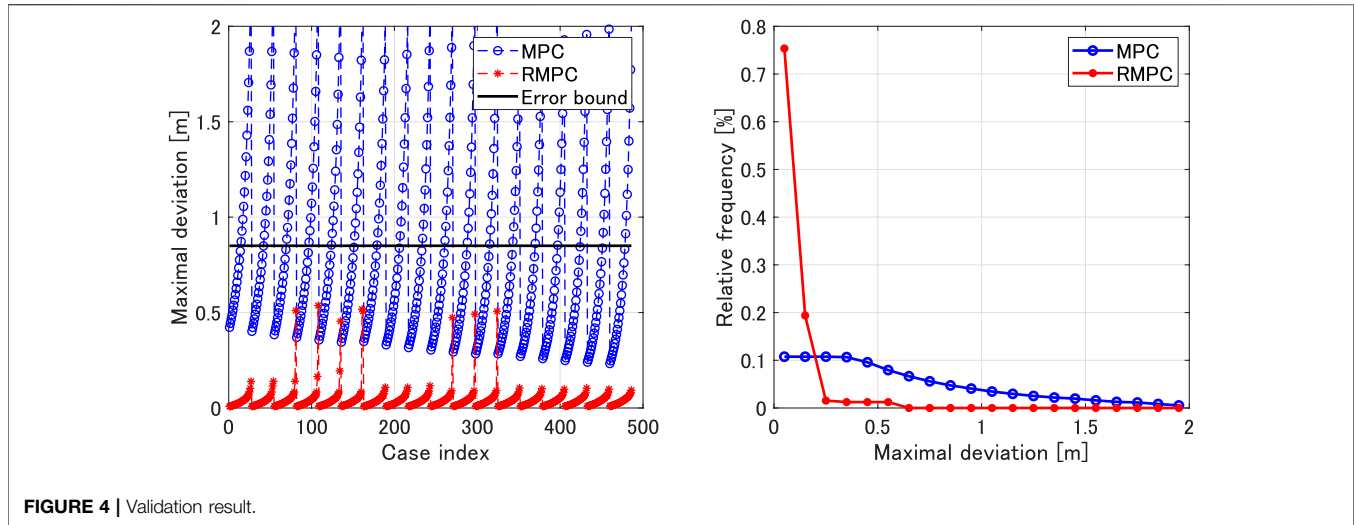 2
1.5
1
0.5
0
0
100
200
300
400
500
Maximal deviation [m]
Case index
MPC
RMPC
Error bound
0.8
0.7
0.6
0.5
0.4
0.3
0.2
0.1
0
0
0.5
1
1.5
2
Relative frequency [%]
Maximal deviation [m]
MPC
RMPC
FIGURE 4 | Validation result.